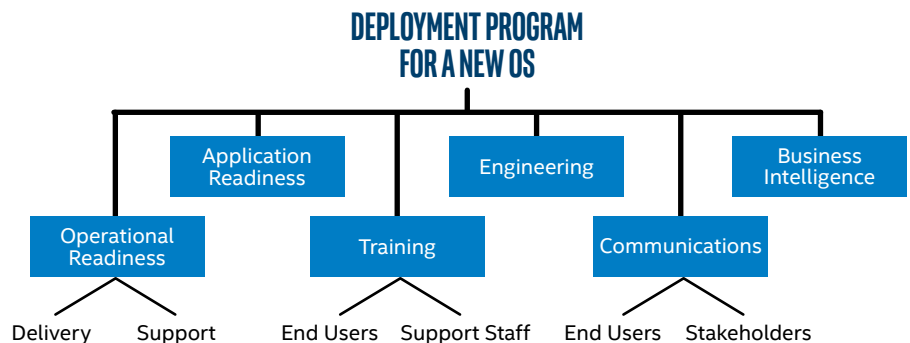 DEPLOYMENT PROGRAM
FOR A NEW OS
Application
Readiness
Engineering
Business
Intelligence
Operational
Readiness
Training
Communications
Delivery
Support
End Users
Support Staff
End Users
Stakeholders